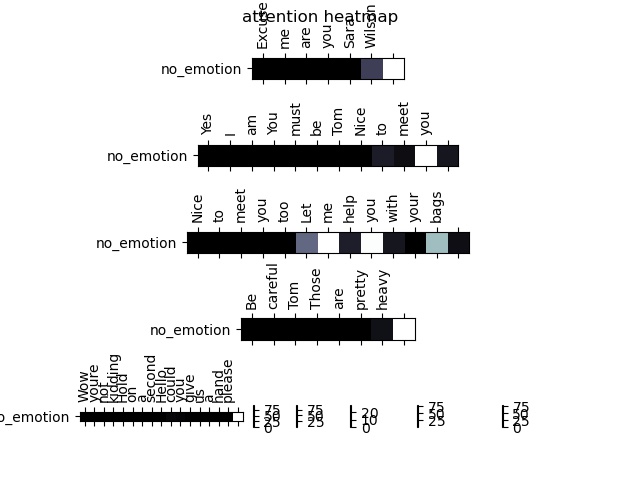 attention heatmap
Excuse me are you Sara Wilson
no_emotion
Yes I am You must be Tom Nice to meet you
no_emotion
Nice to meet you too Let me help you with your bags
no_emotion
Be careful Tom Those are pretty heavy
no_emotion
Wow youre not kidding Hold on a second Hello could you give us a hand please
no_emotion
75 75 20 75 75
50 50 10 50 50
25 25 0 25 25
0 0